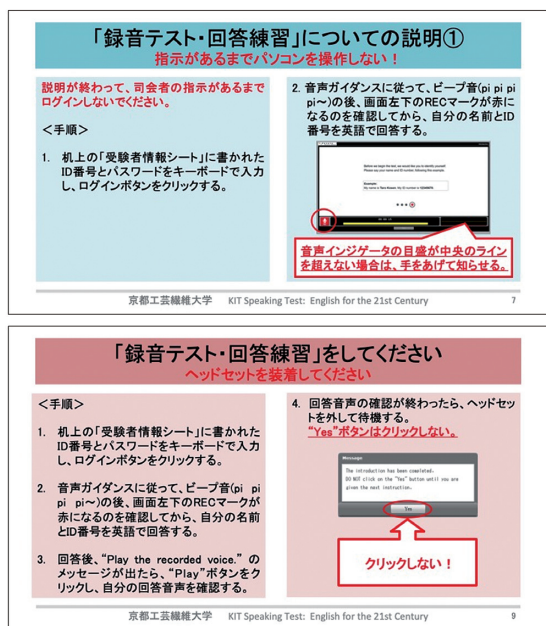 「録音テスト・回答練習」についての説明①
指示があるまでパソコンを操作しない！
説明が終わって、司会者の指示があるまで
ログインしないでください。
＜手順＞
1. 机上の「受験者情報シート」に書かれた
ID番号とパスワードをキーボードで入力
し、ログインボタンをクリックする。
2. 音声ガイダンスに従って、ビープ音(pi pi pi
pi～)の後、画面左下のRECマークが赤に
なるのを確認してから、自分の名前とID
番号を英語で回答する。
Before we begin the test, we would like you to identify yourself.
Please say your name and ID number, following this example.
Example:
音声インジゲータの目盛が中央のライン
を超えない場合は、手をあげて知らせる。
京都工芸繊維大学 KIT Speaking Test: English for the 21st Century 7
「録音テスト・回答練習」をしてください
ヘッドセットを装着してください
＜手順＞
1. 机上の「受験者情報シート」に書かれた
ID番号とパスワードをキーボードで入力
し、ログインボタンをクリックする。
2. 音声ガイダンスに従って、ビープ音(pi pi
pi pi～)の後、画面左下のRECマークが
赤になるのを確認してから、自分の名前
とID番号を英語で回答する。
3. 回答後、“Play the recorded voice.” の
メッセージが出たら、“Play”ボタンをク
リックし、自分の回答音声を確認する。
4. 回答音声の確認が終わったら、ヘッドセッ
トを外して待機する。
“Yes”ボタンはクリックしない。
Message
The introduction has been completed.
DO NOT click on the "Yes" button until you are
given the next instruction.
Yes
クリックしない！
京都工芸繊維大学 KIT Speaking Test: English for the 21st Century 9